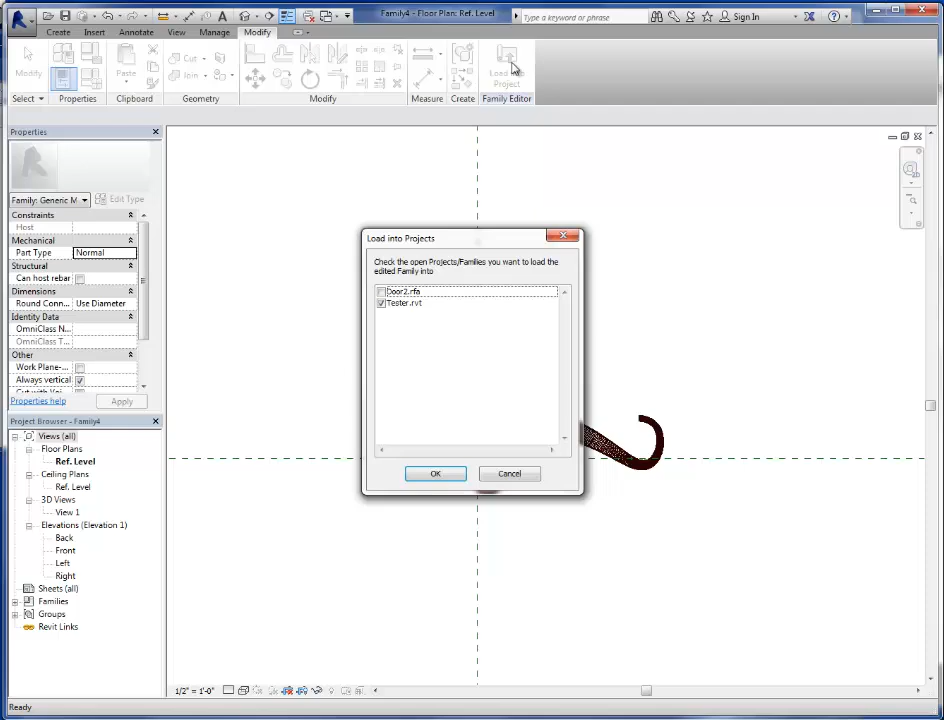 Family4 - Floor Plan: Ref. Level
Type a keyword or phrase
Sign In
Create Insert Annotate View Manage Modify
Modify
Paste
Cut
Join
Load into
Project
Select Properties Clipboard Geometry Modify Measure Create Family Editor
Properties
Family: Generic M
Edit Type
Constraints
Host
Mechanical
Part Type Normal
Structural
Can host rebar
Dimensions
Round Conn... Use Diameter
Identity Data
OmniClass N...
OmniClass T...
Other
Work Plane-...
Always vertical
Properties help
Apply
Project Browser - Family4
Views (all)
Floor Plans
Ref. Level
Ceiling Plans
Ref. Level
3D Views
View 1
Elevations (Elevation 1)
Back
Front
Left
Right
Sheets (all)
Families
Groups
Revit Links
Load into Projects
Check the open Projects/Families you want to load the
edited Family into
Door2.rfa
Tester.rvt
OK
Cancel
1/2" = 1'-0"
Ready